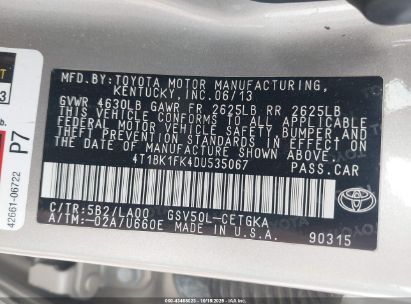 MFD.BY:TOYOTA MOTOR MANUFACTURING,
KENTUCKY,INC.06/13
GVWR 4630LB GAWR FR 2625LB RR 2625LB
THIS VEHICLE CONFORMS TO ALL APPLICABLE
FEDERAL MOTOR VEHICLE SAFETY,BUMPER,AND
THEFT PREVENTION STANDARDS IN EFFECT ON
THE DATE OF MANUFACTURE SHOWN ABOVE.
4T1BK1FK4DU535067 PASS.CAR
C/TR:5B2/LA00 GSV50L-CETGKA
A/TM:-02A/U660E MADE IN U.S.A.
90315
TOYOTA
P7
42661-06722
3